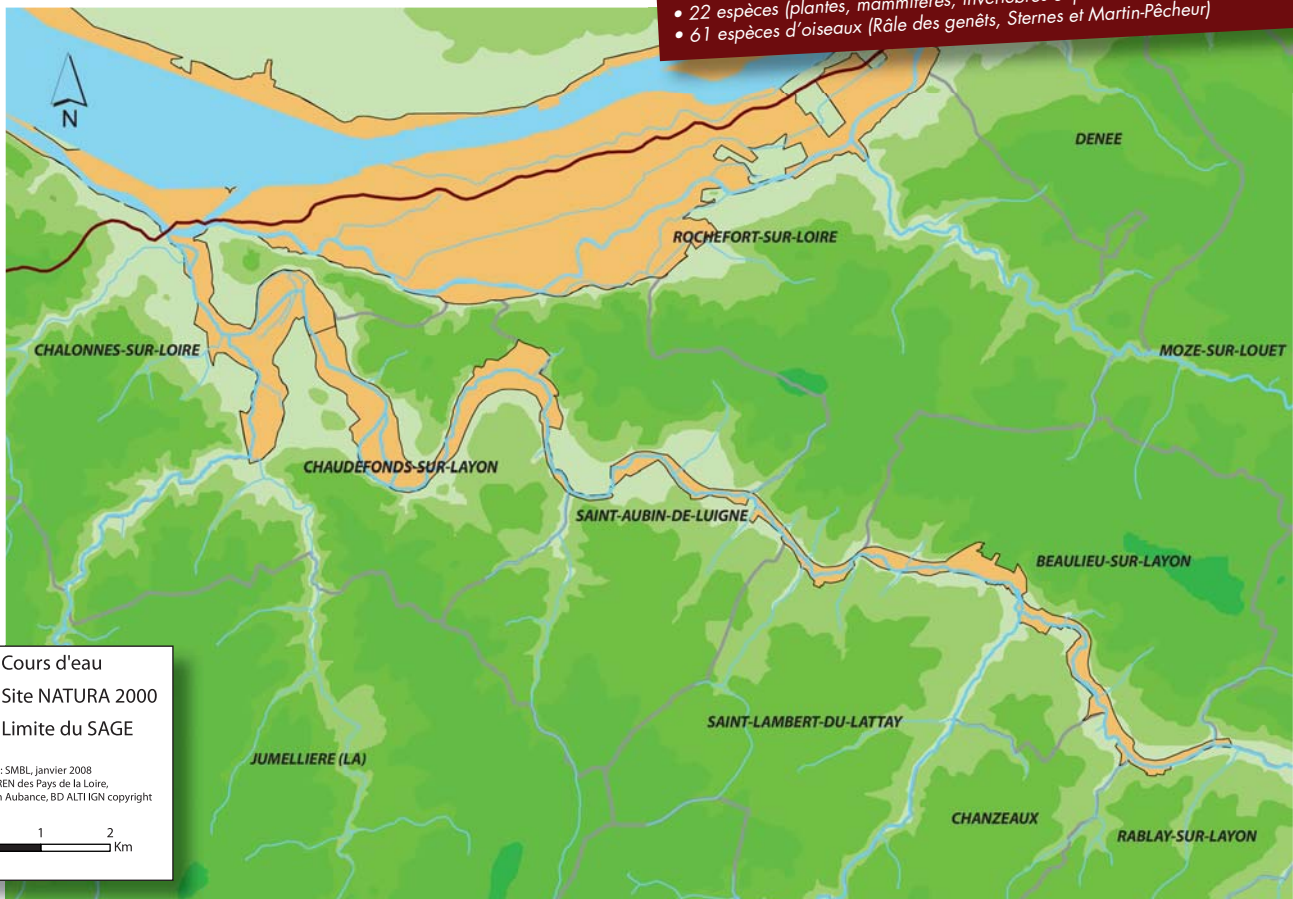 • 22 espèces (plantes, mammifères, invertébrés
• 61 espèces d'oiseaux (Râle des genêts, Sternes et Martin-Pêcheur)
N
DENEE
ROCHEFORT-SUR-LOIRE
CHALONNES-SUR-LOIRE
MOZE-SUR-LOUET
CHAUDEFONDS-SUR-LAYON
SAINT-AUBIN-DE-LUIGNE
BEAULIEU-SUR-LAYON
Cours d'eau
Site NATURA 2000
Limite du SAGE
SAINT-LAMBERT-DU-LATTAY
JUMELLIERE (LA)
: SMBL, janvier 2008
REN des Pays de la Loire,
n Aubance, BD ALTI IGN copyright
1 2
Km
CHANZEAUX
RABLAY-SUR-LAYON